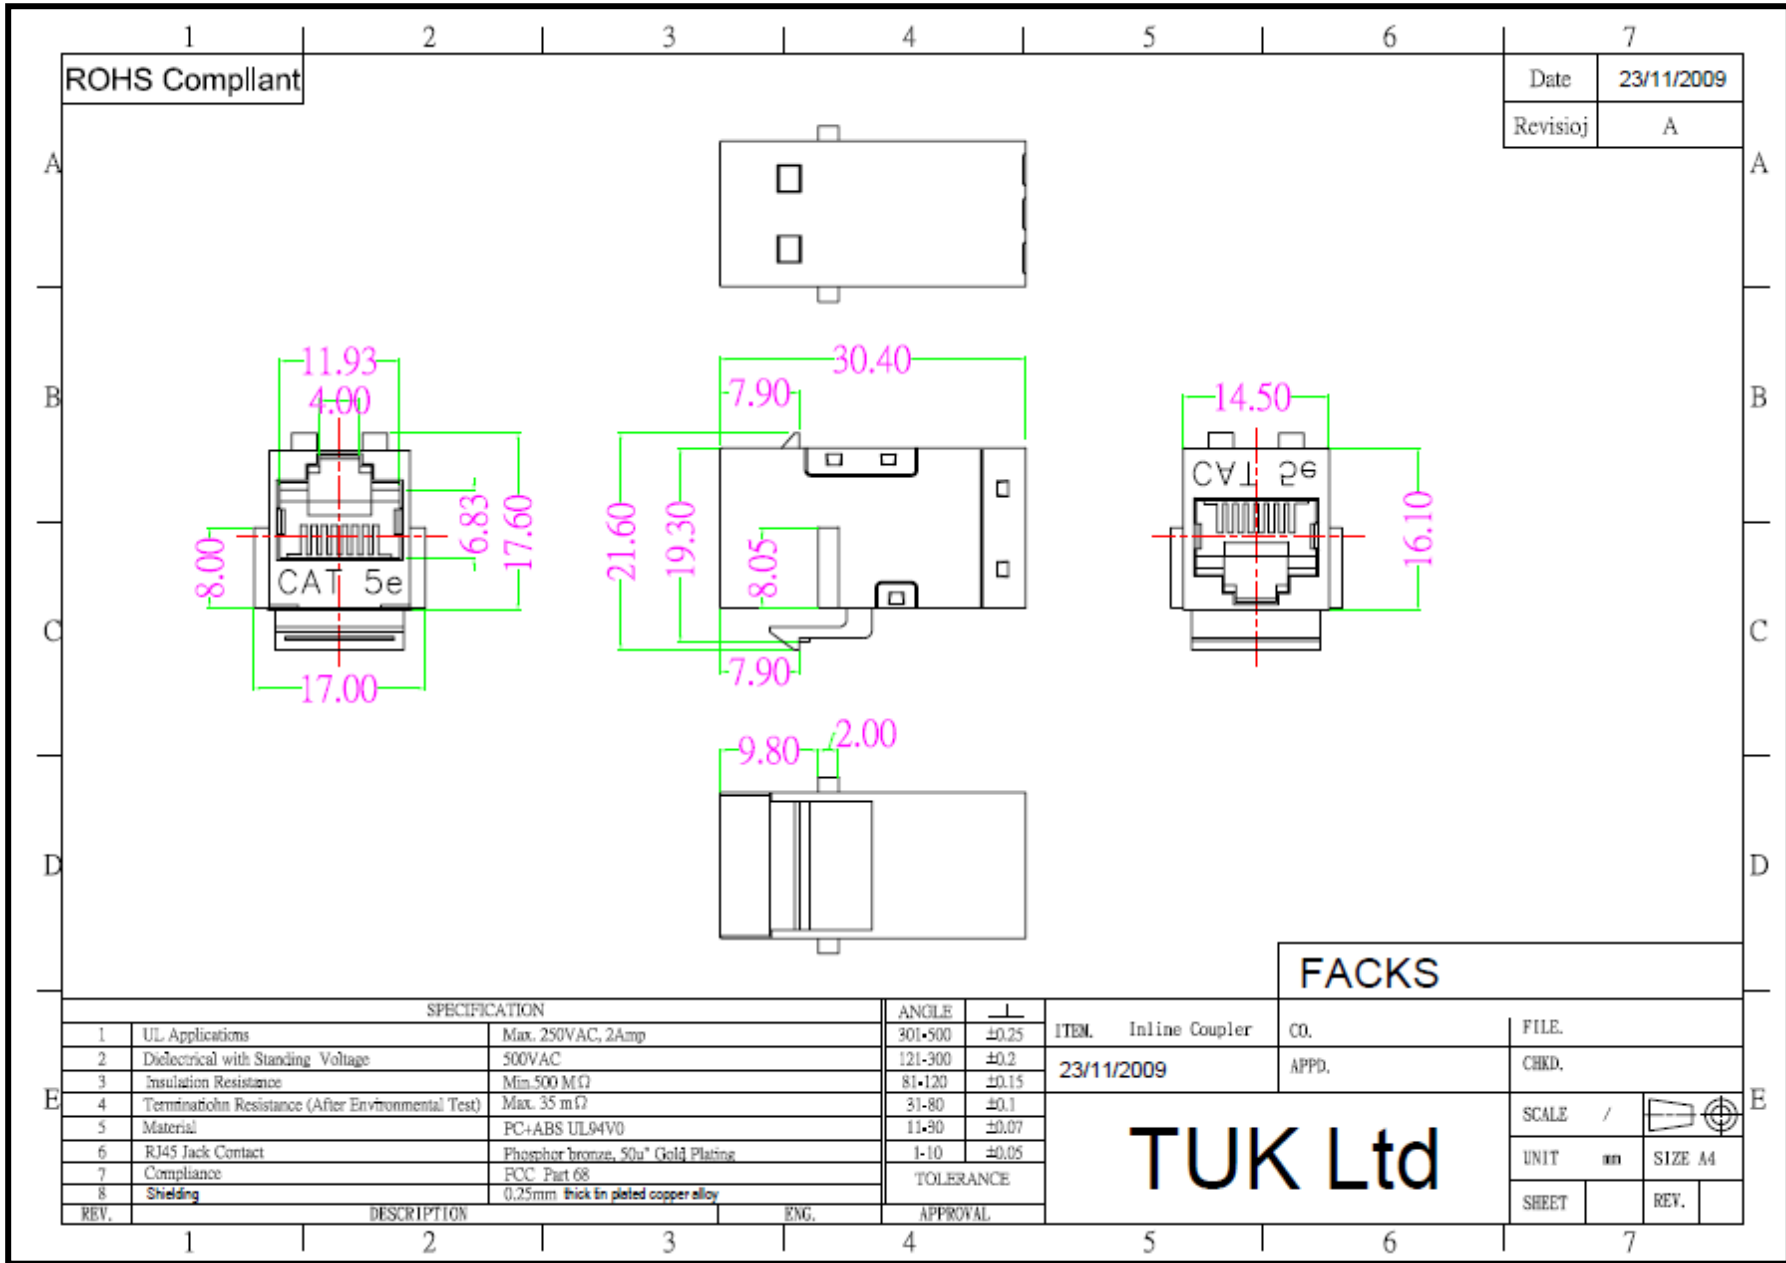 1 2 3 4 5 6 7
ROHS Compliant
Date 23/11/2009
Revisioj A
A A
B B
C C
D D
E E
11.93
4.00
6.83
17.60
8.00
CAT 5e
17.00
30.40
7.90
21.60
19.30
8.05
7.90
14.50
CAT 5e
16.10
9.80
2.00
FACKS
SPECIFICATION
1 UL Applications Max. 250VAC, 2Amp
2 Dielectrical with Standing Voltage 500VAC
3 Insulation Resistance Min.500 MΩ
4 Terminatiohn Resistance (After Environmental Test) Max. 35 mΩ
5 Material PC+ABS UL94V0
6 RJ45 Jack Contact Phosphor bronze, 50u" Gold Plating
7 Compliance FCC Part 68
8 Shielding 0.25mm thick tin plated copper alloy
REV. DESCRIPTION ENG. APPROVAL
ANGLE ⊥
301-500 ±0.25
121-300 ±0.2
81-120 ±0.15
31-80 ±0.1
11-30 ±0.07
1-10 ±0.05
TOLERANCE
ITEM. Inline Coupler
23/11/2009
CO. FILE.
APPD. CHKD.
TUK Ltd
SCALE /
UNIT mm SIZE A4
SHEET REV.
1 2 3 4 5 6 7